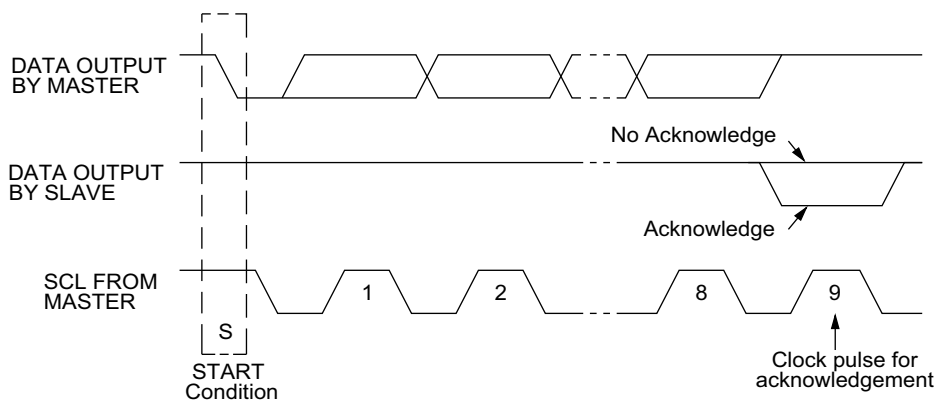 DATA OUTPUT
BY MASTER
No Acknowledge
DATA OUTPUT
BY SLAVE
Acknowledge
SCL FROM
MASTER
1
2
8
9
S
START
Condition
Clock pulse for
acknowledgement